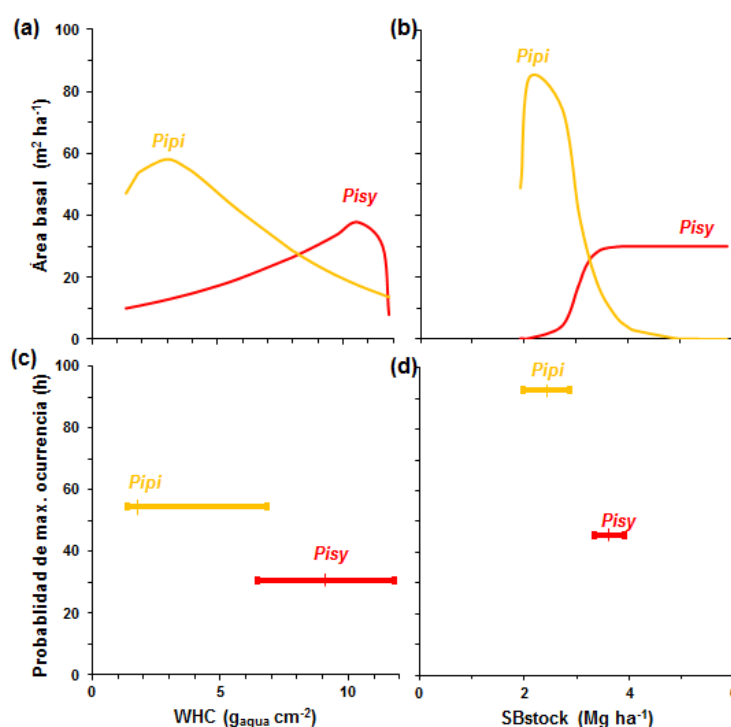 (a)
(b)
Área basal (m² ha⁻¹)
100
80
60
40
20
0
Pipi
Pisy
Pipi
Pisy
(c)
(d)
Probablidad de max. ocurrencia (h)
100
80
60
40
20
0
Pipi
Pisy
Pipi
Pisy
0
5
10
0
2
4
6
WHC (gaqua cm⁻²)
SBstock (Mg ha⁻¹)